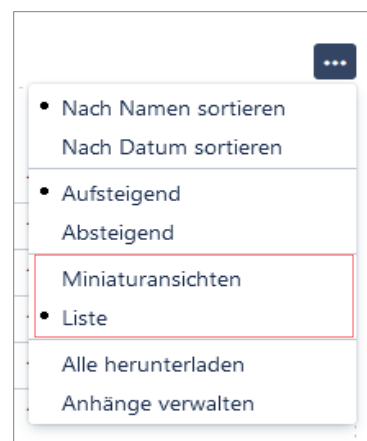 Nach Namen sortieren
Nach Datum sortieren
Aufsteigend
Absteigend
Miniaturansichten
Liste
Alle herunterladen
Anhänge verwalten